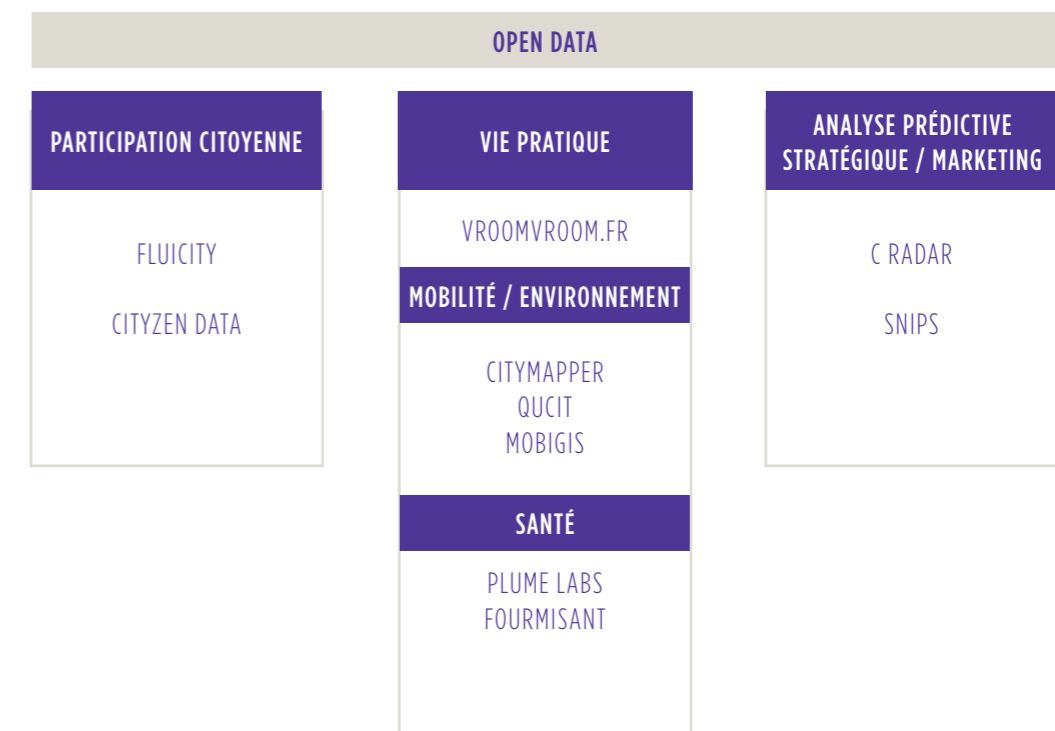 OPEN DATA
PARTICIPATION CITOYENNE
FLUICITY
CITYZEN DATA
VIE PRATIQUE
VROOMVROOM.FR
MOBILITÉ / ENVIRONNEMENT
CITYMAPPER
QUCIT
MOBIGIS
SANTÉ
PLUME LABS
FOURMISANT
ANALYSE PRÉDICTIVE
STRATÉGIQUE / MARKETING
C RADAR
SNIPS